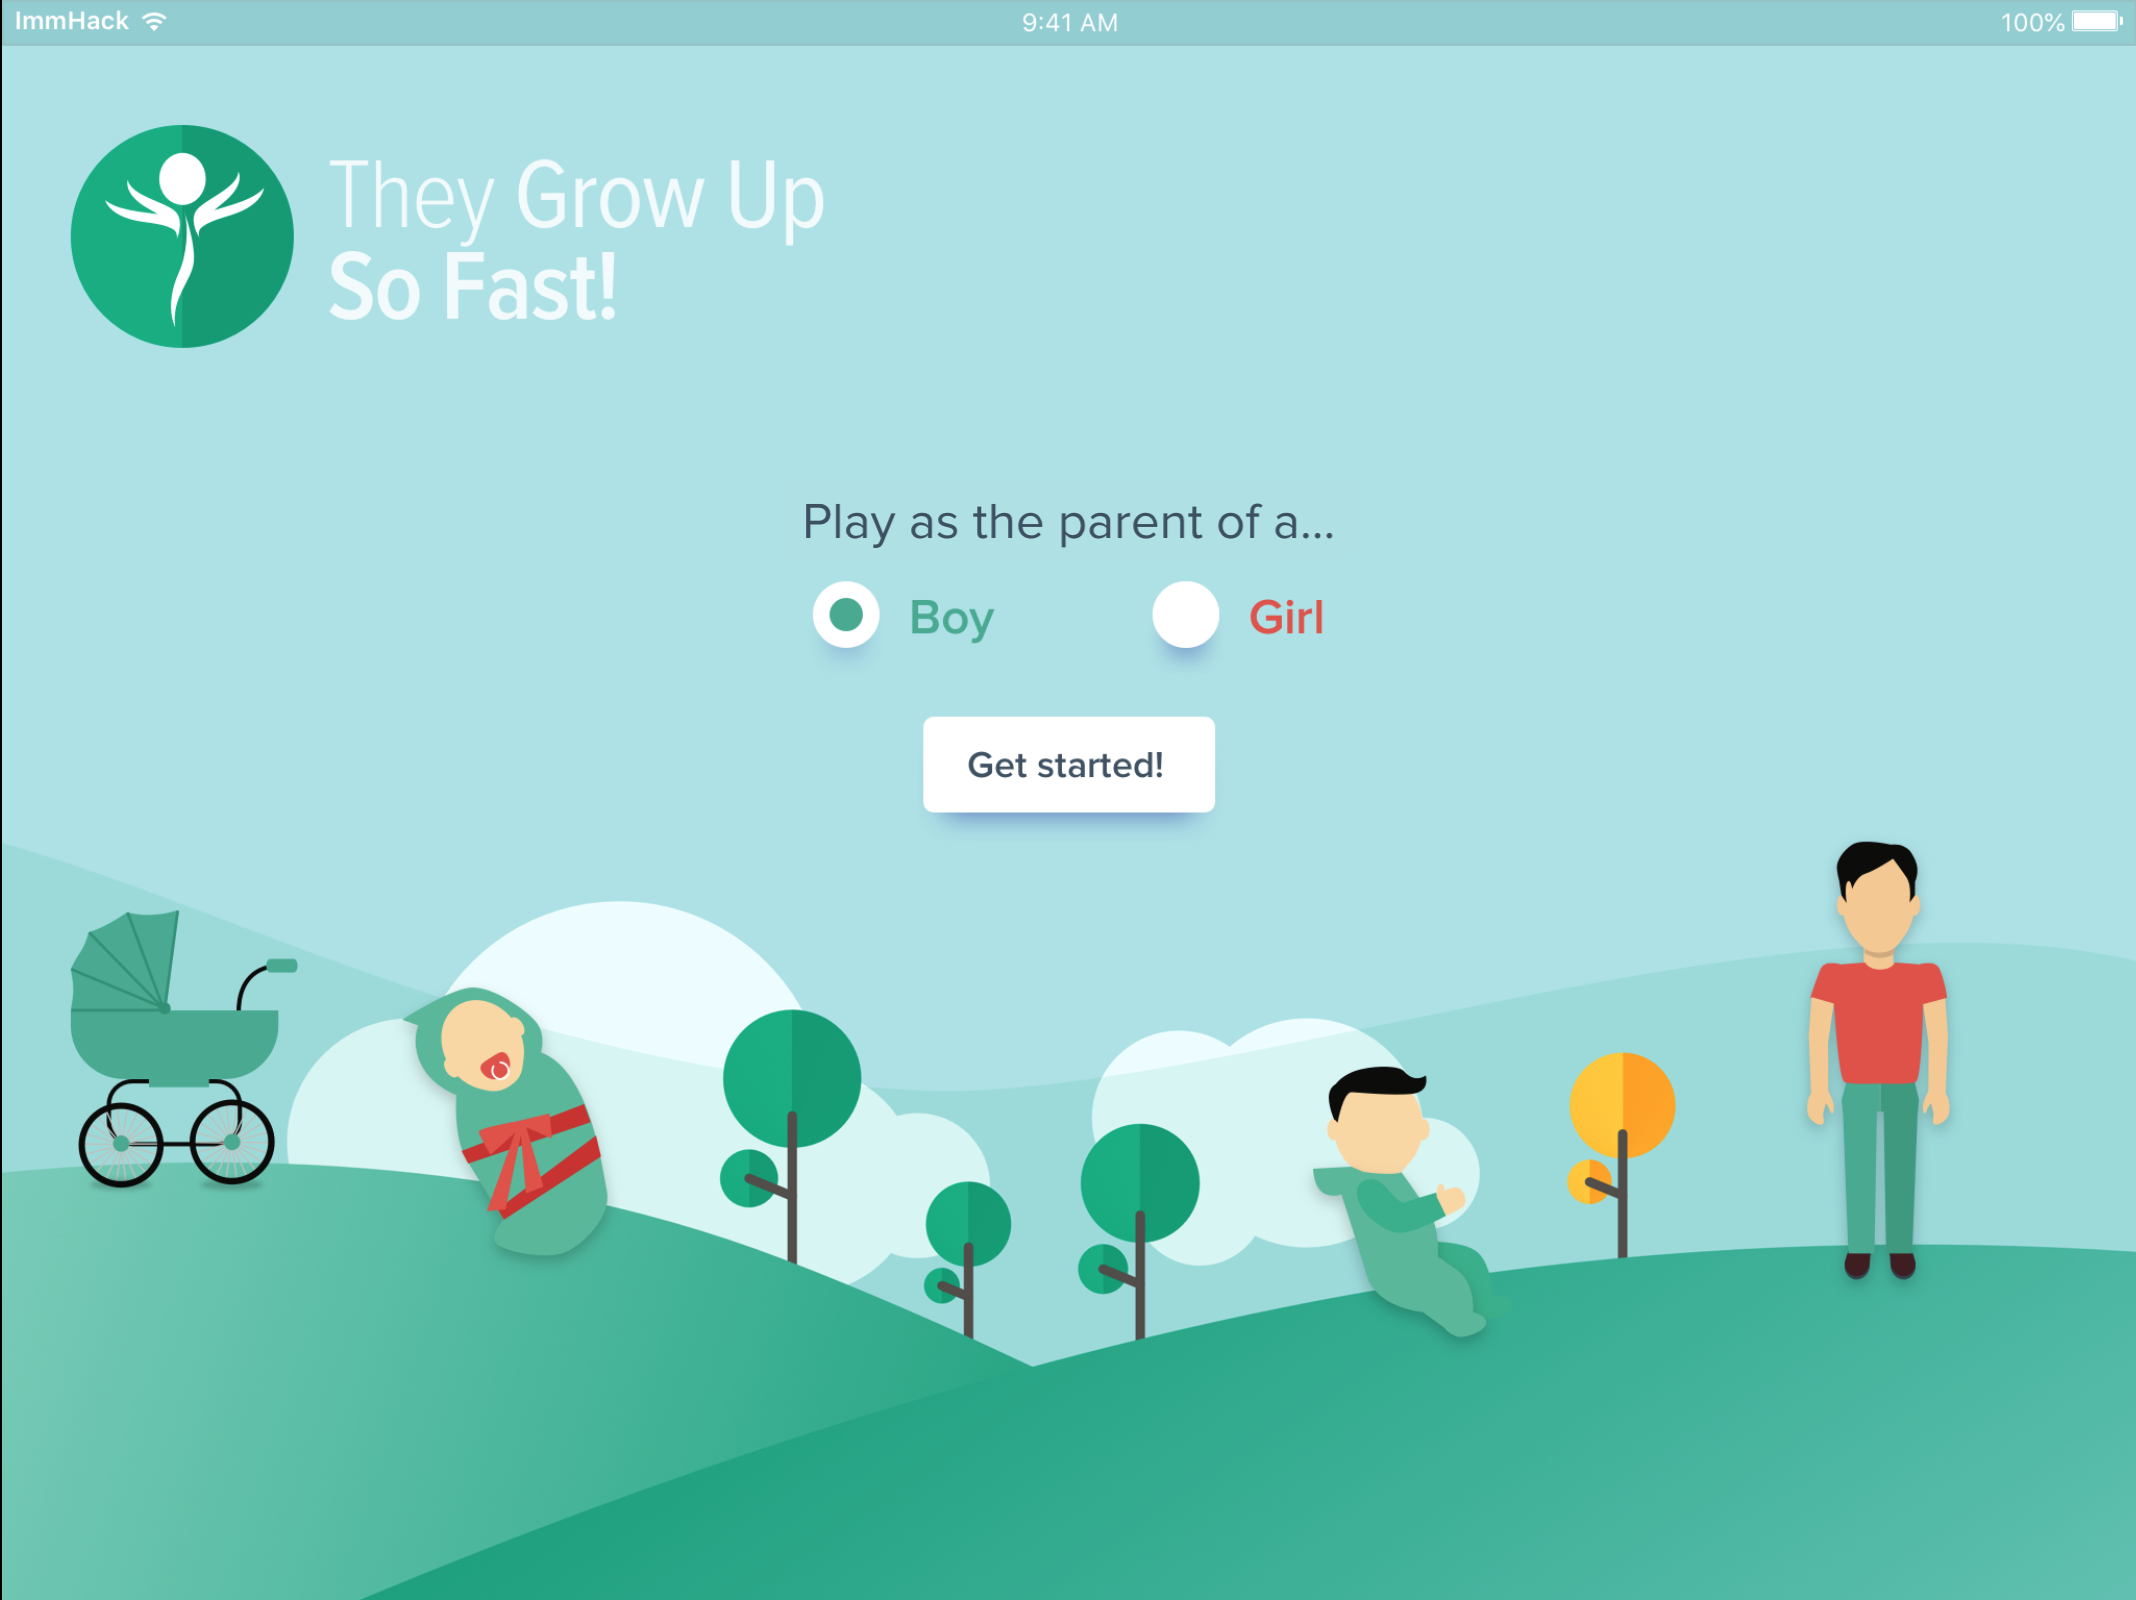 ImmHack
9:41 AM
100%
They Grow Up
So Fast!
Play as the parent of a...
Boy
Girl
Get started!